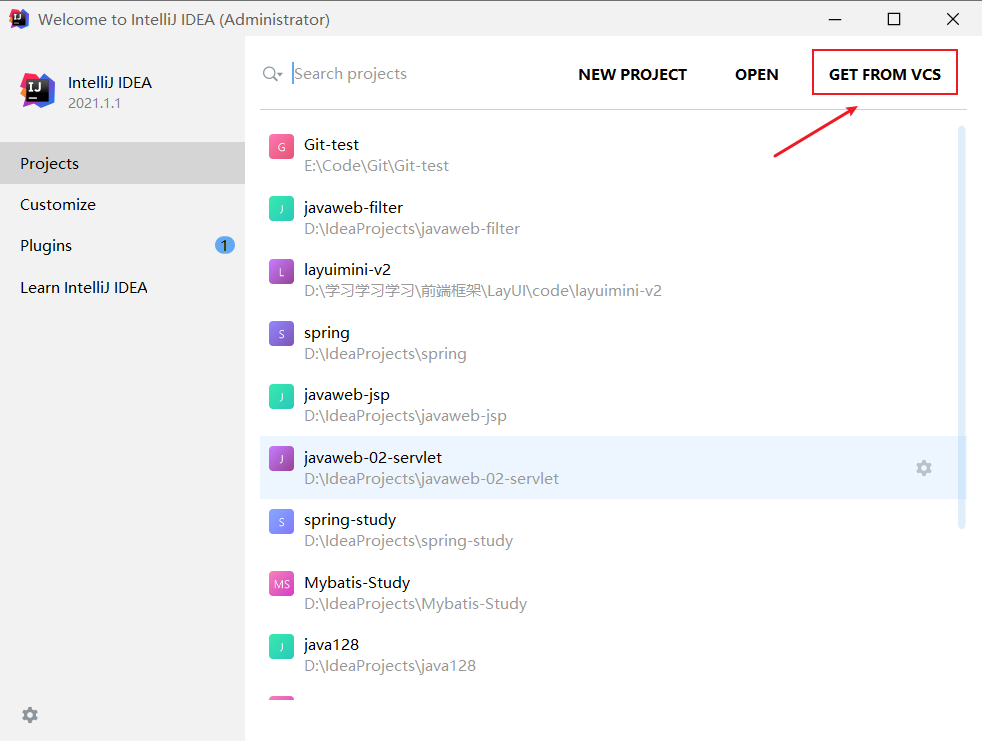 Welcome to IntelliJ IDEA (Administrator)
IntelliJ IDEA
2021.1.1
Projects
Customize
Plugins 1
Learn IntelliJ IDEA
Search projects
NEW PROJECT
OPEN
GET FROM VCS
G Git-test
E:\Code\Git\Git-test
J javaweb-filter
D:\IdeaProjects\javaweb-filter
L layuimini-v2
D:\学习学习学习\前端框架\LayUI\code\layuimini-v2
S spring
D:\IdeaProjects\spring
J javaweb-jsp
D:\IdeaProjects\javaweb-jsp
J javaweb-02-servlet
D:\IdeaProjects\javaweb-02-servlet
S spring-study
D:\IdeaProjects\spring-study
MS Mybatis-Study
D:\IdeaProjects\Mybatis-Study
J java128
D:\IdeaProjects\java128